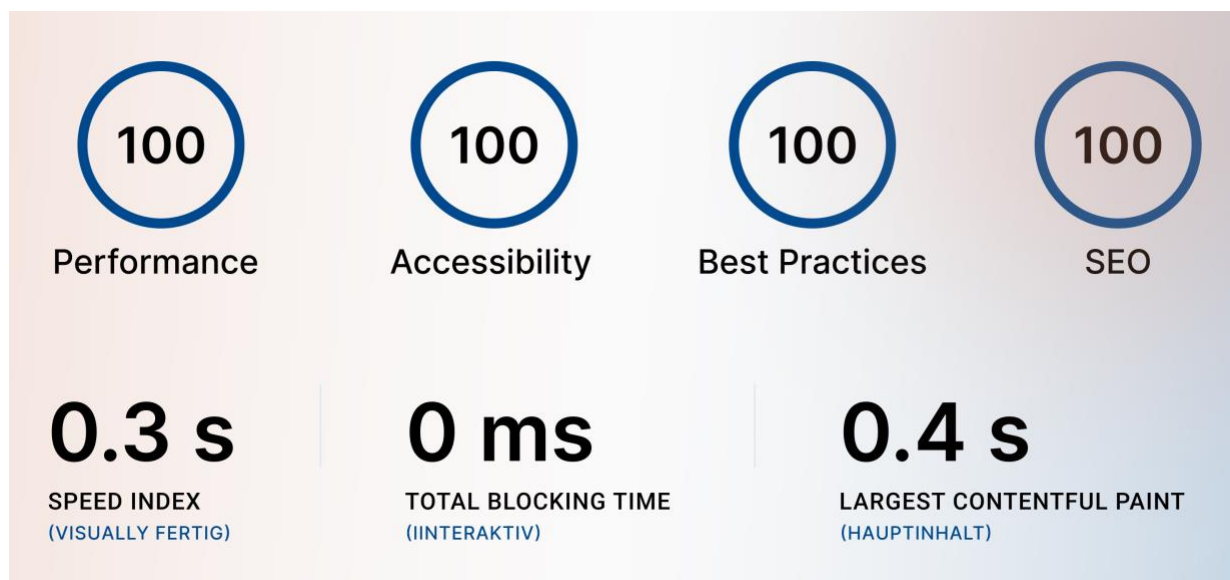 100 100 100 100
Performance Accessibility Best Practices SEO
0.3 s 0 ms 0.4 s
SPEED INDEX TOTAL BLOCKING TIME LARGEST CONTENTFUL PAINT
(VISUALLY FERTIG) (IINTERAKTIV) (HAUPTINHALT)